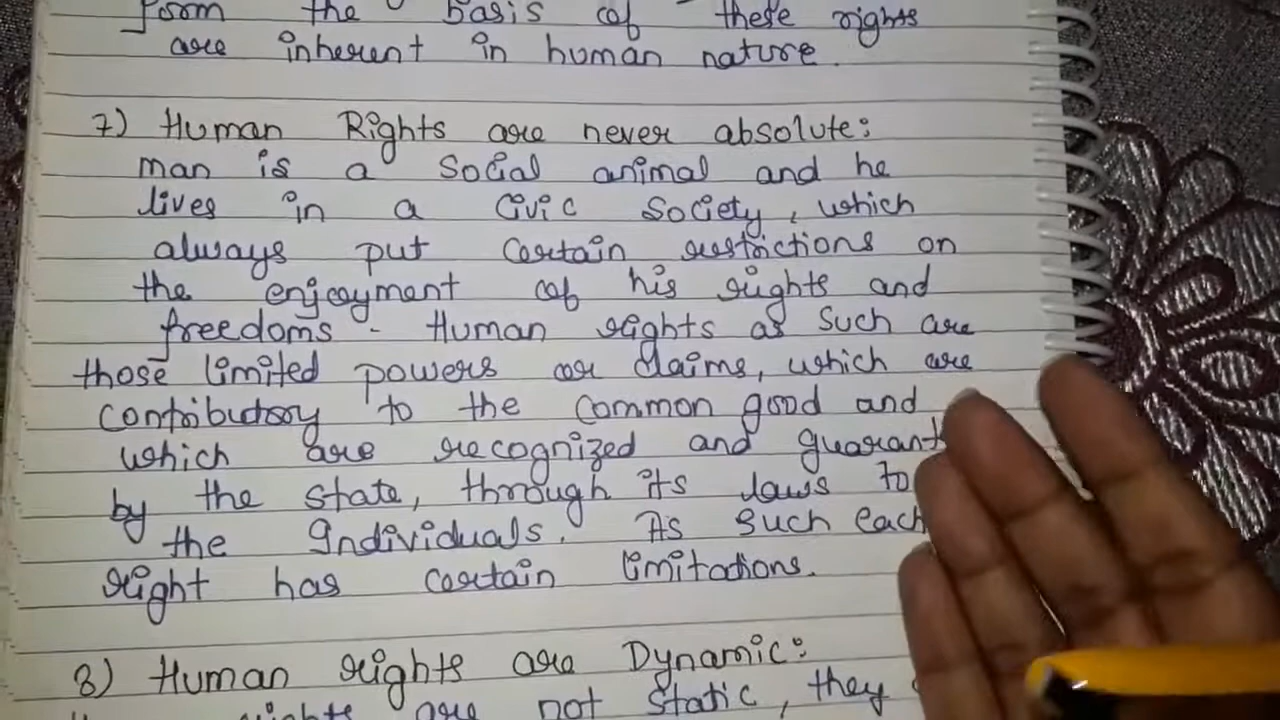 form the basis of these rights
are inherent in human nature.
7) Human Rights are never absolute:
man is a Social animal and he
lives in a Civic Society, which
always put certain restrictions on
the enjoyment of his rights and
freedoms. Human rights as such are
those limited powers or claims, which are
contributory to the common good and
which are recognized and guarant
by the state, through its laws to
the Individuals. As such each
right has certain limitations.
8) Human rights are Dynamic:
rights are not static, they